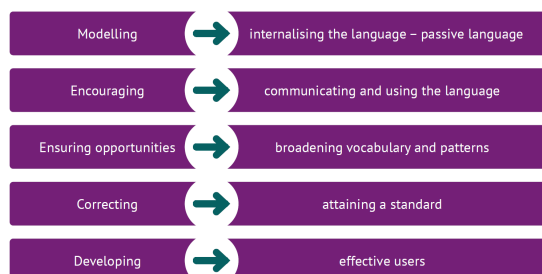 Modelling internalising the language – passive language
Encouraging communicating and using the language
Ensuring opportunities broadening vocabulary and patterns
Correcting attaining a standard
Developing effective users